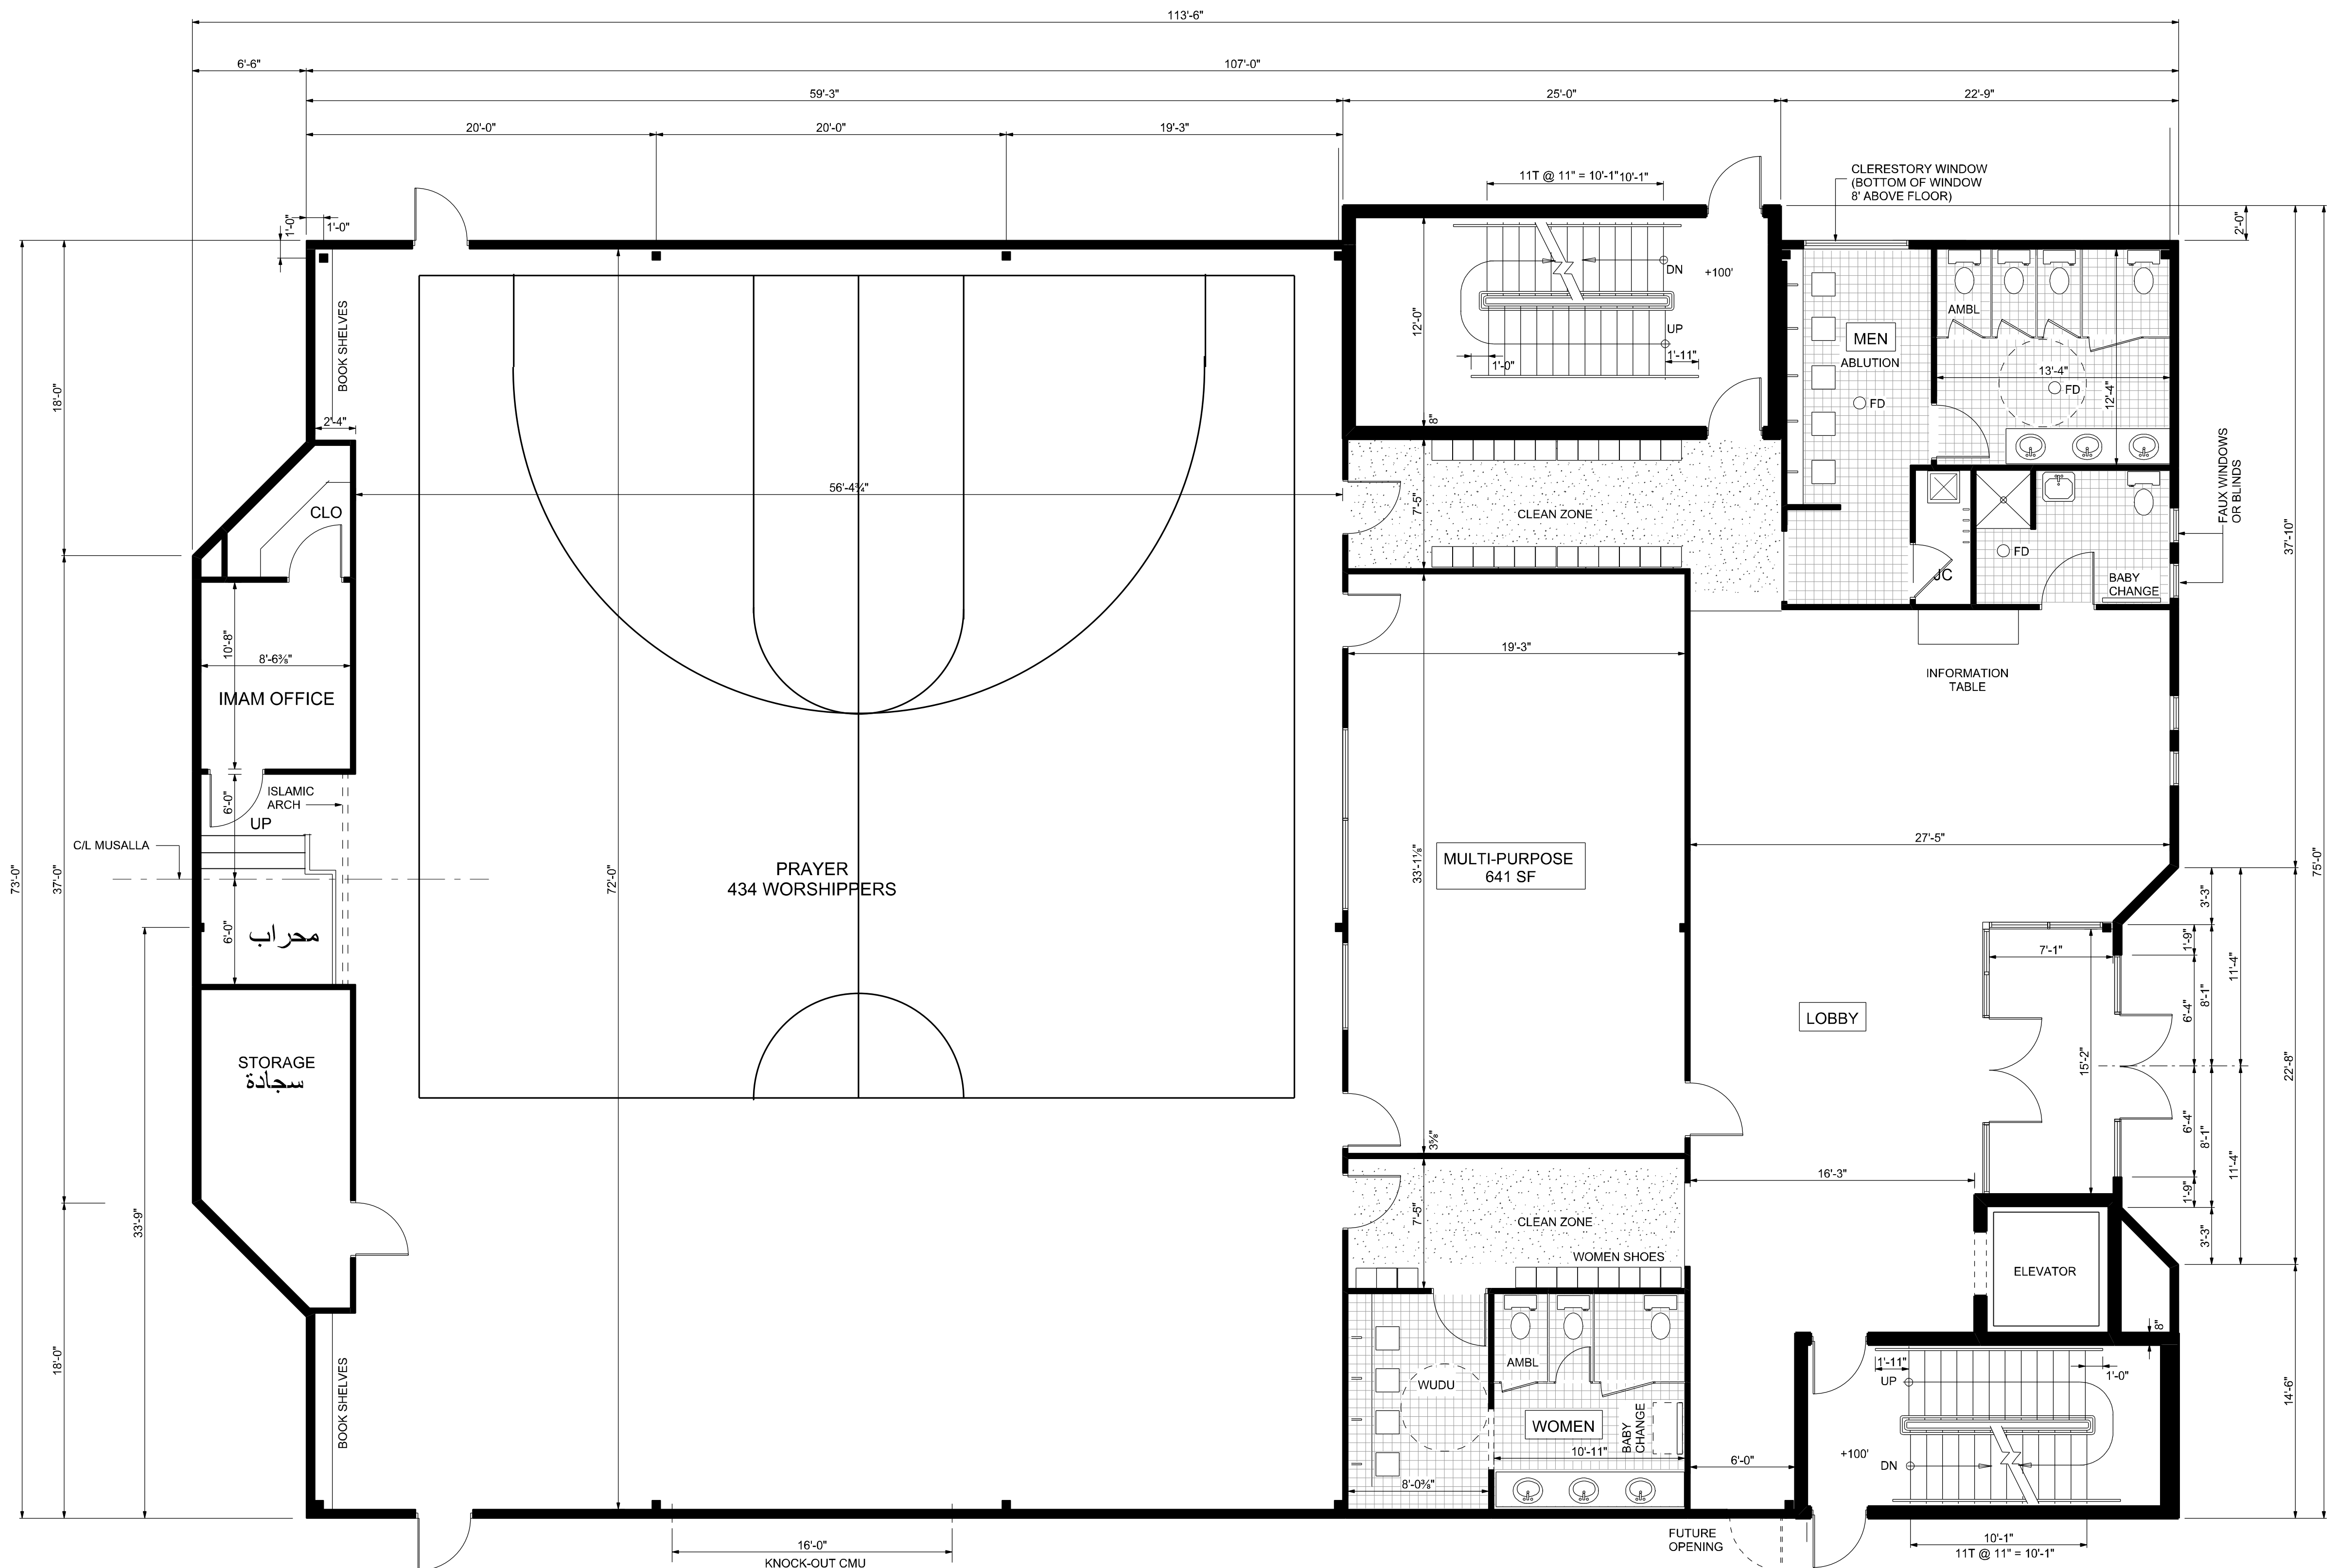 113'-6"
6'-6"
107'-0"
59'-3"
25'-0"
22'-9"
20'-0"
20'-0"
19'-3"
CLERESTORY WINDOW
(BOTTOM OF WINDOW
8' ABOVE FLOOR)
11T @ 11" = 10'-1"
10'-1"
2'-0"
1'-0"
1'-0"
DN
+100'
UP
1'-0"
1'-11"
12'-0"
8"
BOOK SHELVES
18'-0"
2'-4"
AMBL
MEN
ABLUTION
13'-4"
12'-4"
FD
FD
FAUX WINDOWS
OR BLINDS
37'-10"
56'-4¾"
7'-5"
CLEAN ZONE
CLO
JC
FD
BABY
CHANGE
10'-8"
8'-6⅜"
IMAM OFFICE
19'-3"
INFORMATION
TABLE
6'-0"
ISLAMIC
ARCH
UP
C/L MUSALLA
73'-0"
37'-0"
72'-0"
PRAYER
434 WORSHIPPERS
33'-11⅛"
MULTI-PURPOSE
641 SF
27'-5"
75'-0"
6'-0"
محراب
33'-9"
3'-3"
1'-9"
7'-1"
11'-4"
8'-1"
6'-4"
LOBBY
15'-2"
22'-8"
STORAGE
سجادة
3⅝"
6'-4"
8'-1"
11'-4"
16'-3"
1'-9"
3'-3"
7'-5"
CLEAN ZONE
WOMEN SHOES
ELEVATOR
8"
18'-0"
BOOK SHELVES
AMBL
WUDU
WOMEN
BABY
CHANGE
10'-11"
8'-0⅜"
6'-0"
1'-11"
UP
1'-0"
+100'
DN
14'-6"
16'-0"
KNOCK-OUT CMU
FUTURE
OPENING
10'-1"
11T @ 11" = 10'-1"